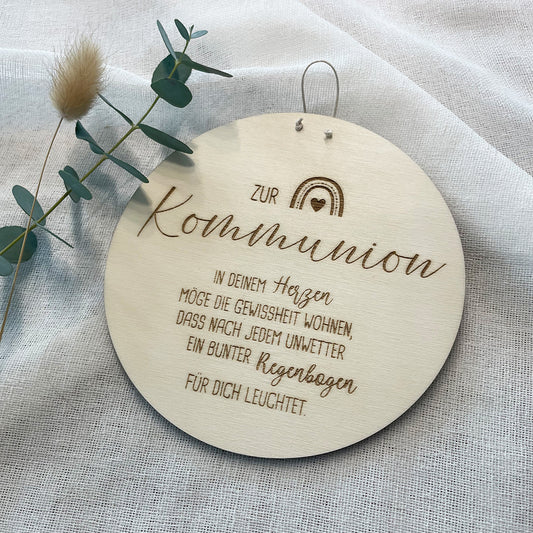 ZUR
Kommunion
IN DEINEM Herzen
MÖGE DIE GEWISSHEIT WOHNEN,
DASS NACH JEDEM UNWETTER
EIN BUNTER Regenbogen
FÜR DICH LEUCHTET.